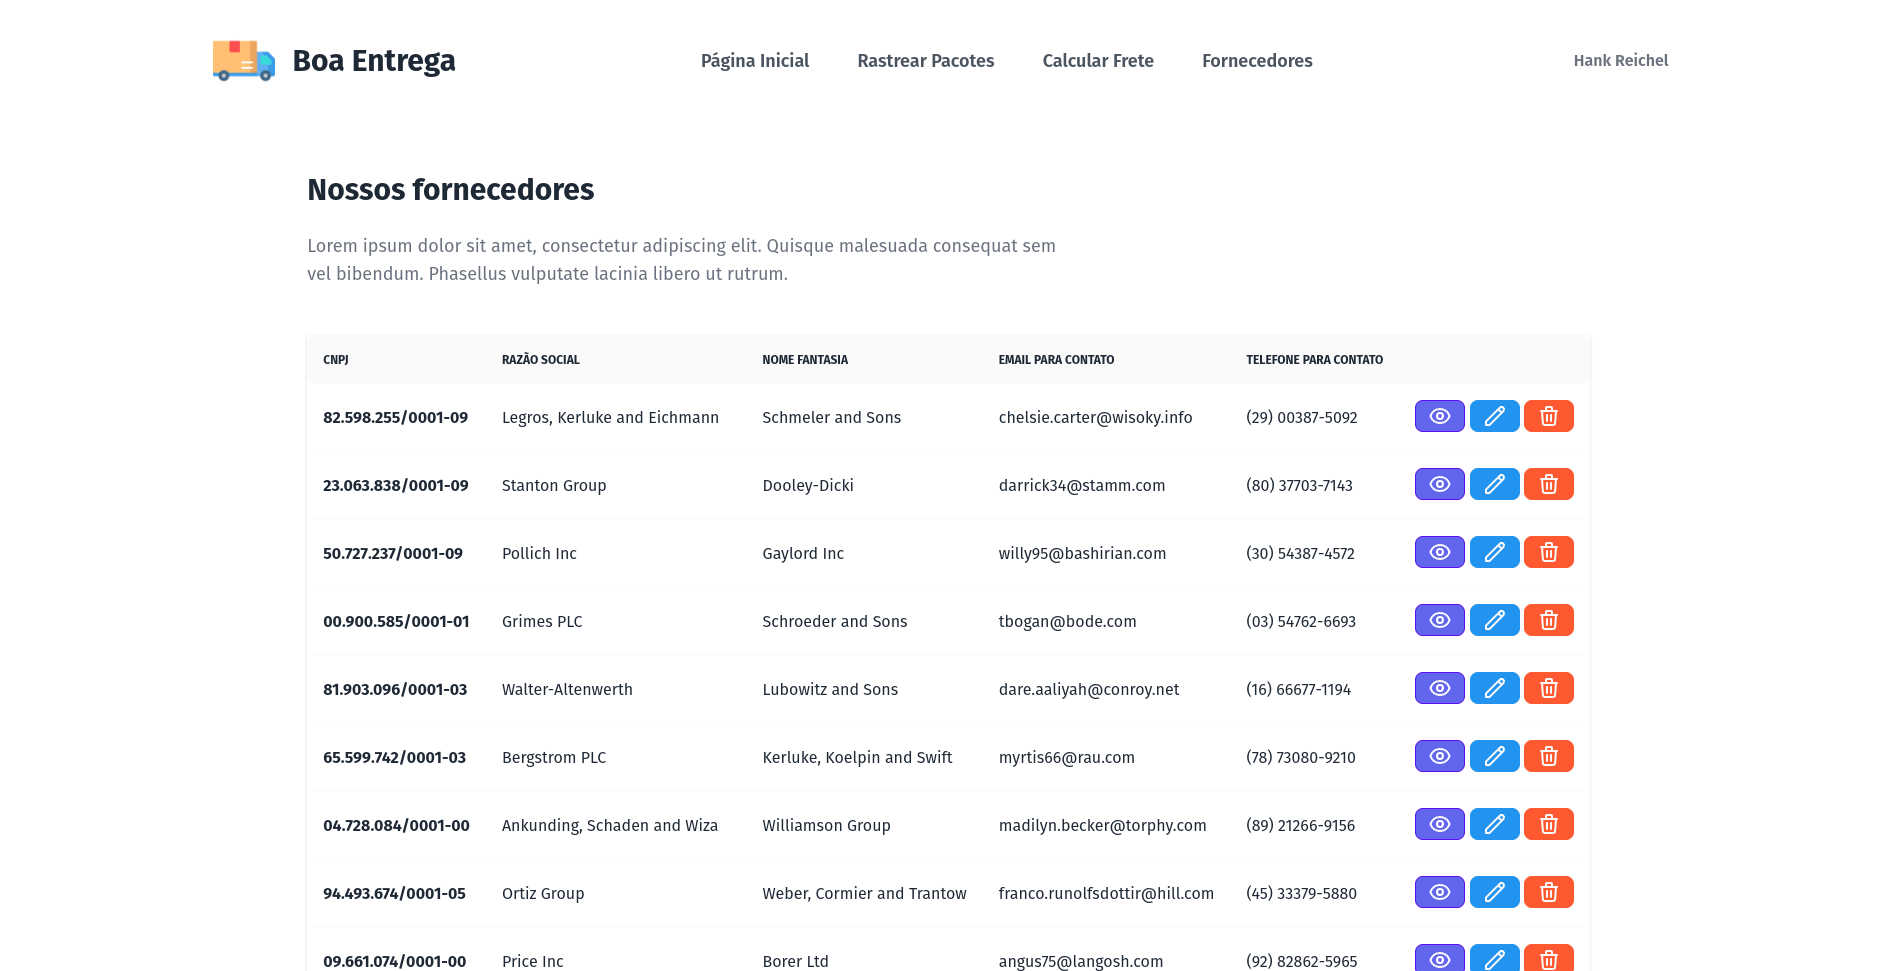 Boa Entrega Página Inicial Rastrear Pacotes Calcular Frete Fornecedores Hank Reichel
Nossos fornecedores
Lorem ipsum dolor sit amet, consectetur adipiscing elit. Quisque malesuada consequat sem
vel bibendum. Phasellus vulputate lacinia libero ut rutrum.
CNPJ RAZÃO SOCIAL NOME FANTASIA EMAIL PARA CONTATO TELEFONE PARA CONTATO
82.598.255/0001-09 Legros, Kerluke and Eichmann Schmeler and Sons chelsie.carter@wisoky.info (29) 00387-5092
23.063.838/0001-09 Stanton Group Dooley-Dicki darrick34@stamm.com (80) 37703-7143
50.727.237/0001-09 Pollich Inc Gaylord Inc willy95@bashirian.com (30) 54387-4572
00.900.585/0001-01 Grimes PLC Schroeder and Sons tbogan@bode.com (03) 54762-6693
81.903.096/0001-03 Walter-Altenwerth Lubowitz and Sons dare.aaliyah@conroy.net (16) 66677-1194
65.599.742/0001-03 Bergstrom PLC Kerluke, Koelpin and Swift myrtis66@rau.com (78) 73080-9210
04.728.084/0001-00 Ankunding, Schaden and Wiza Williamson Group madilyn.becker@torphy.com (89) 21266-9156
94.493.674/0001-05 Ortiz Group Weber, Cormier and Trantow franco.runolfsdottir@hill.com (45) 33379-5880
09.661.074/0001-00 Price Inc Borer Ltd angus75@langosh.com (92) 82862-5965